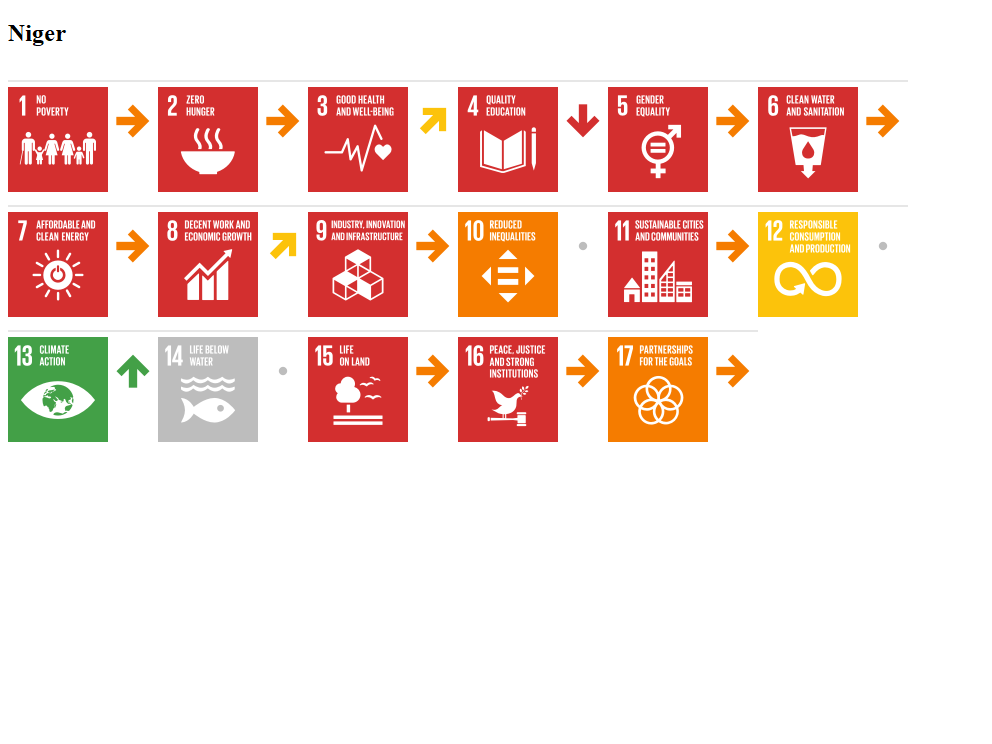 Niger
1 NO
POVERTY
2 ZERO
HUNGER
3 GOOD HEALTH
AND WELL-BEING
4 QUALITY
EDUCATION
5 GENDER
EQUALITY
6 CLEAN WATER
AND SANITATION
7 AFFORDABLE AND
CLEAN ENERGY
8 DECENT WORK AND
ECONOMIC GROWTH
9 INDUSTRY, INNOVATION
AND INFRASTRUCTURE
10 REDUCED
INEQUALITIES
11 SUSTAINABLE CITIES
AND COMMUNITIES
12 RESPONSIBLE
CONSUMPTION
AND PRODUCTION
13 CLIMATE
ACTION
14 LIFE BELOW
WATER
15 LIFE
ON LAND
16 PEACE, JUSTICE
AND STRONG
INSTITUTIONS
17 PARTNERSHIPS
FOR THE GOALS